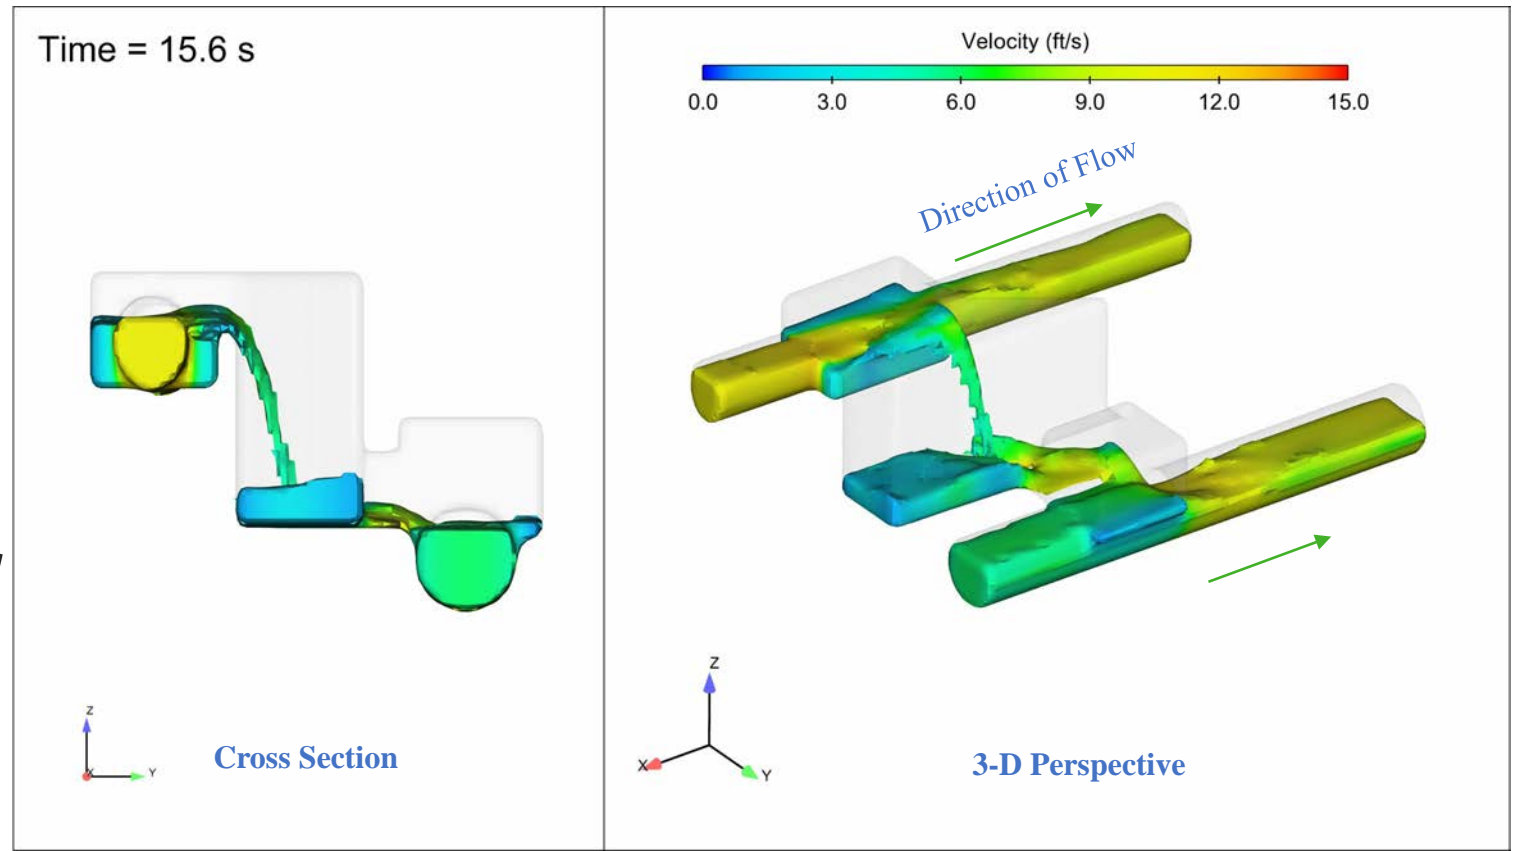 Time = 15.6 s
Velocity (ft/s)
0.0 3.0 6.0 9.0 12.0 15.0
Direction of Flow
Z
X Y
Cross Section
Z
X
Y
3-D Perspective